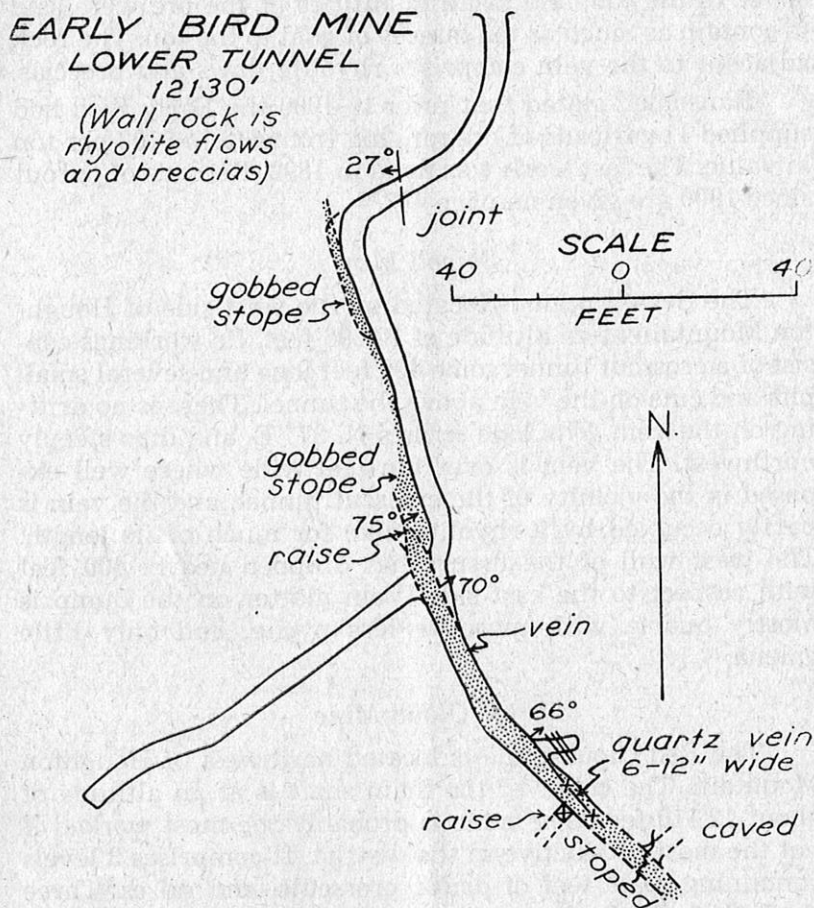 EARLY BIRD MINE
LOWER TUNNEL
12130'
(Wall rock is
rhyolite flows
and breccias)
27°
joint
SCALE
40 0 40
FEET
gobbed
stope
N
gobbed
stope
75°
raise
70°
vein
66°
quartz vein
6-12" wide
raise
stoped
caved